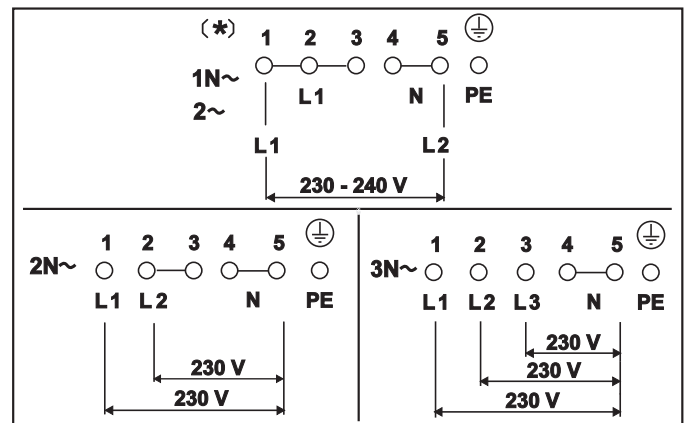 (*) 1 2 3 4 5
1N~ L1 N PE
2~
L1 L2
230 - 240 V
1 2 3 4 5
2N~
L1 L2 N PE
230 V
230 V
1 2 3 4 5
3N~
L1 L2 L3 N PE
230 V
230 V
230 V